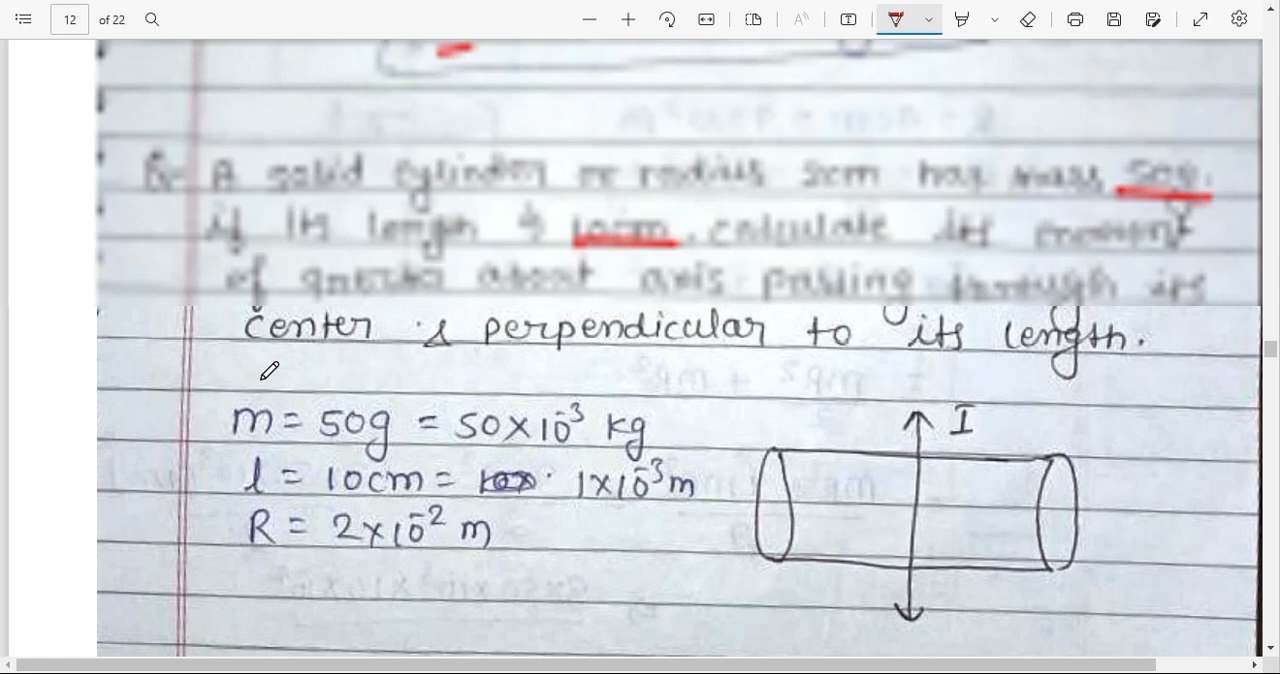 12 of 22
Q- A solid cylinder of radius 2cm has mass 50g.
if its length is 10cm. calculate its moment
of inertia about axis passing through its
center & perpendicular to its length.
m = 50g = 50×10⁻³ kg
I
l = 10cm = 1×10⁻³m
R = 2×10⁻² m